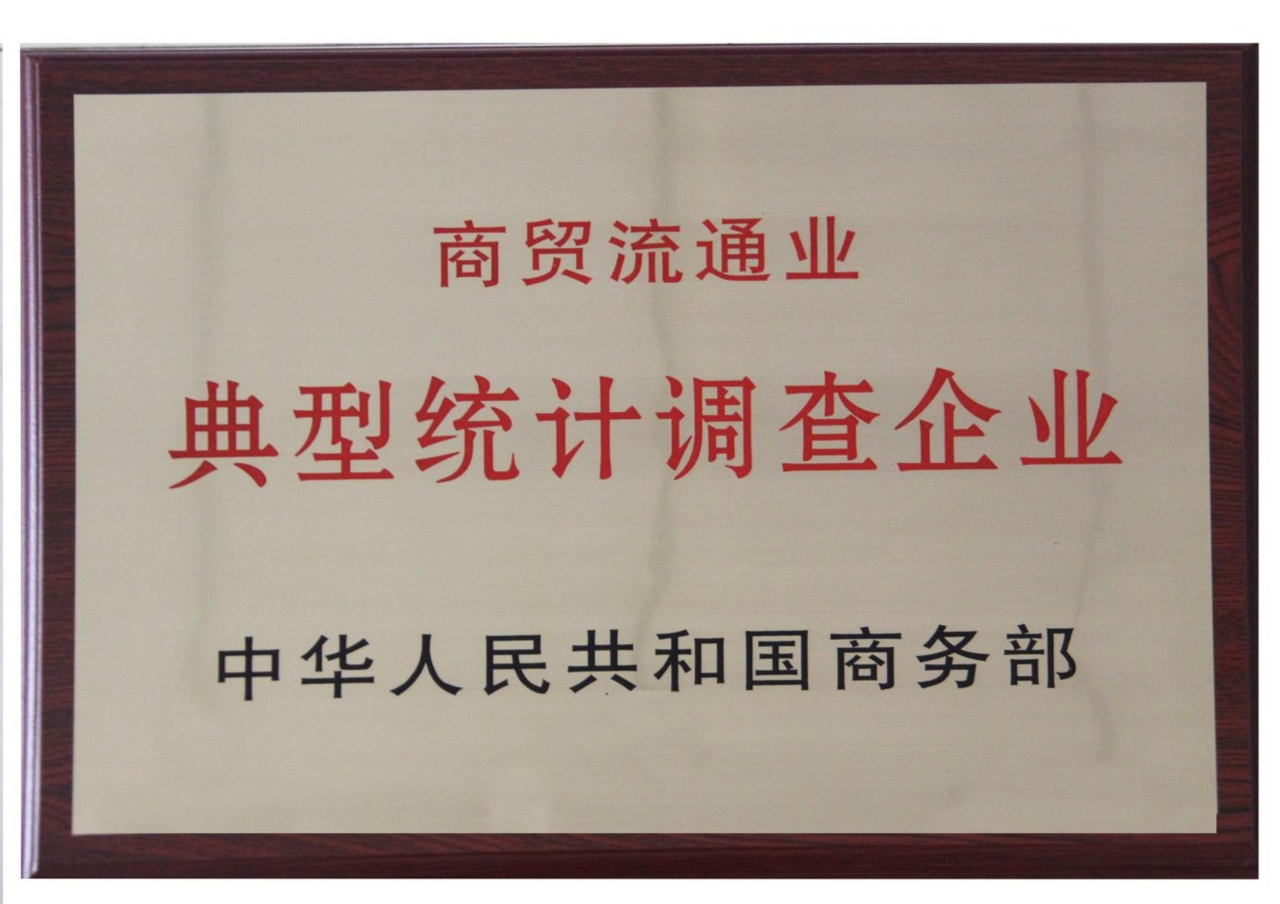 商贸流通业
典型统计调查企业
中华人民共和国商务部